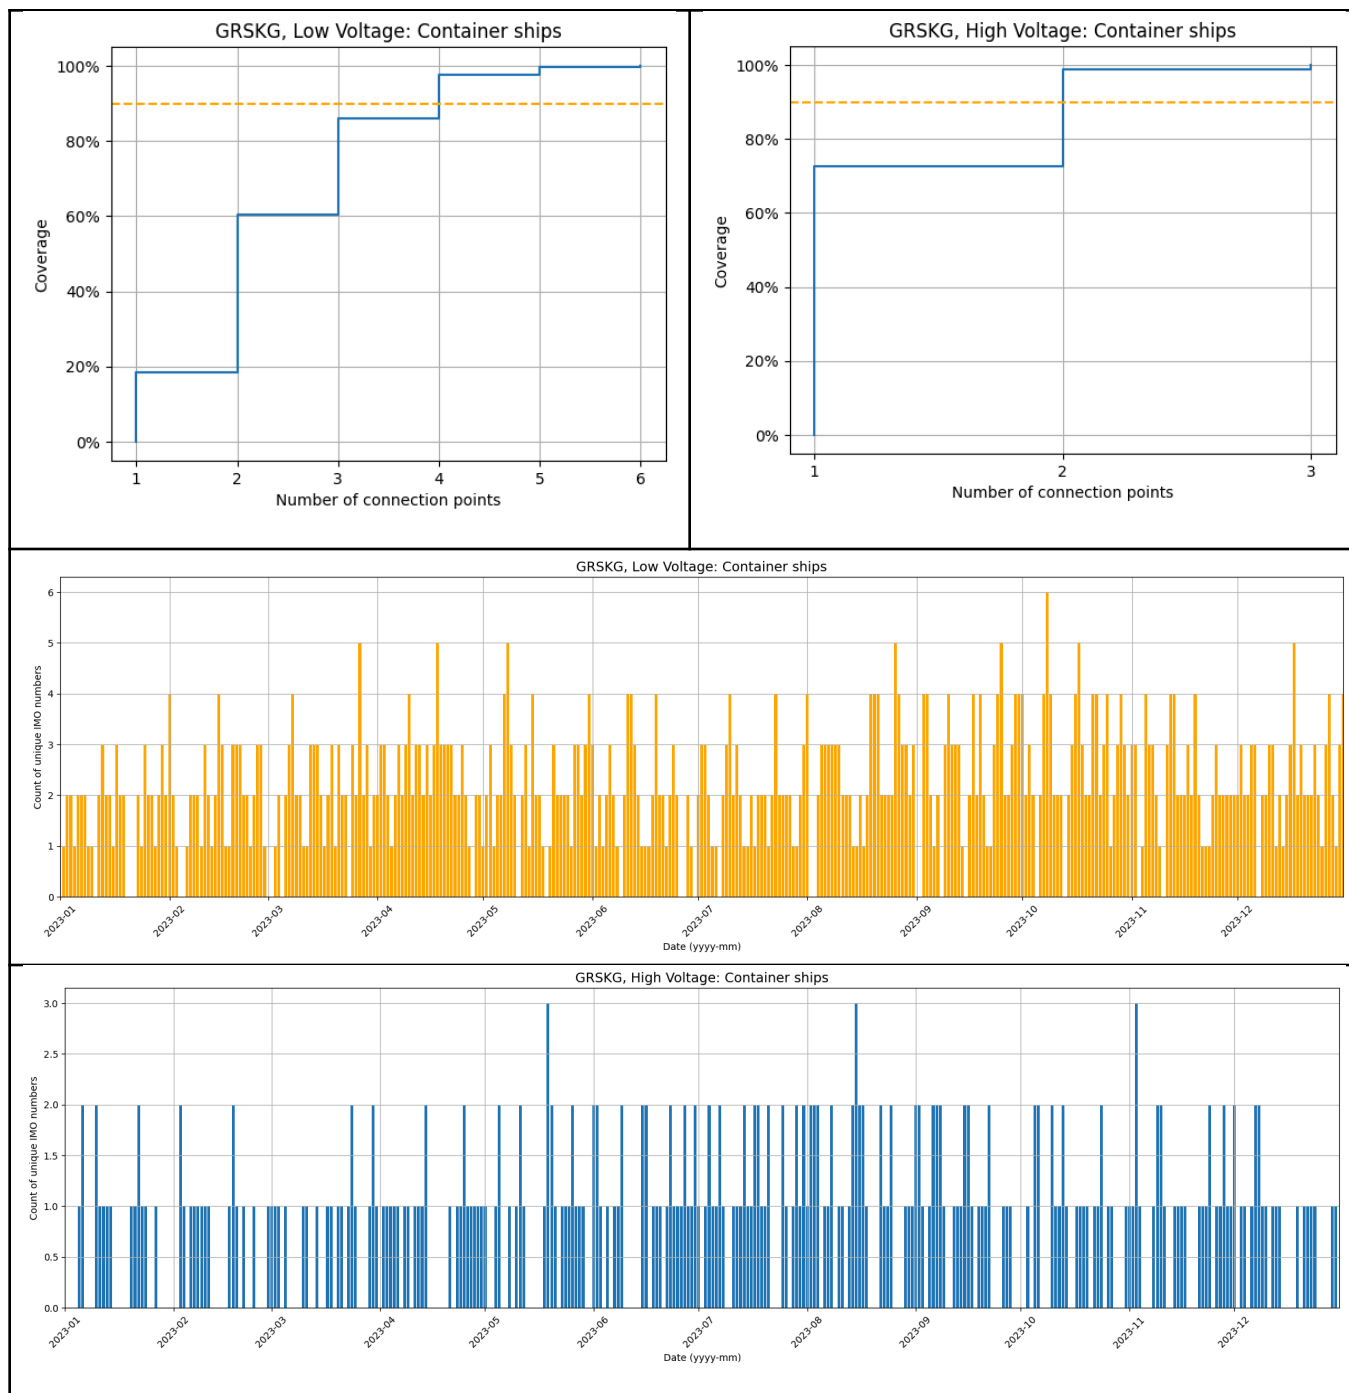 GRSKG, Low Voltage: Container ships
100%
80%
60%
40%
20%
0%
Coverage
1 2 3 4 5 6
Number of connection points
GRSKG, High Voltage: Container ships
100%
80%
60%
40%
20%
0%
Coverage
1 2 3
Number of connection points
GRSKG, Low Voltage: Container ships
6
5
4
3
2
1
0
Count of unique IMO numbers
2023-01 2023-02 2023-03 2023-04 2023-05 2023-06 2023-07 2023-08 2023-09 2023-10 2023-11 2023-12
Date (yyyy-mm)
GRSKG, High Voltage: Container ships
3.0
2.5
2.0
1.5
1.0
0.5
0.0
Count of unique IMO numbers
2023-01 2023-02 2023-03 2023-04 2023-05 2023-06 2023-07 2023-08 2023-09 2023-10 2023-11 2023-12
Date (yyyy-mm)